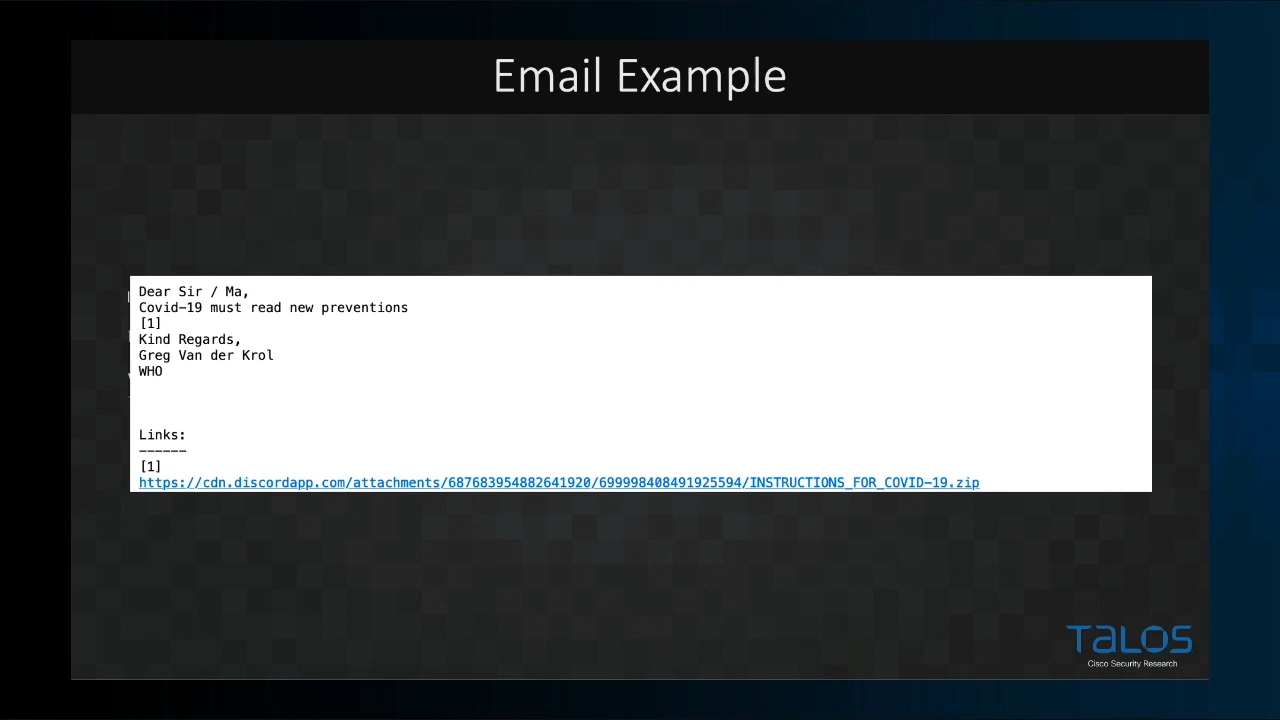 Email Example
Dear Sir / Ma,
Covid-19 must read new preventions
[1]
Kind Regards,
Greg Van der Krol
WHO
Links:
------
[1]
https://cdn.discordapp.com/attachments/687683954882641920/699998408491925594/INSTRUCTIONS_FOR_COVID-19.zip
TALOS
Cisco Security Research